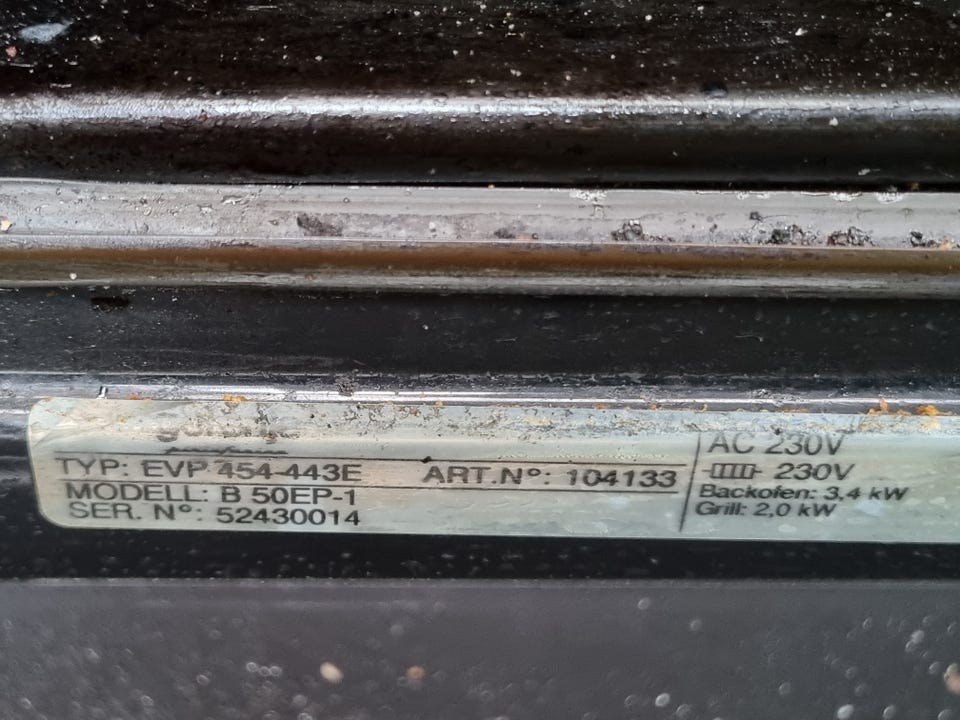 TYP: EVP 454-443E ART.N°: 104133
MODELL: B 50EP-1
SER. N°: 52430014
AC 230V
230V
Backofen: 3,4 kW
Grill: 2,0 kW